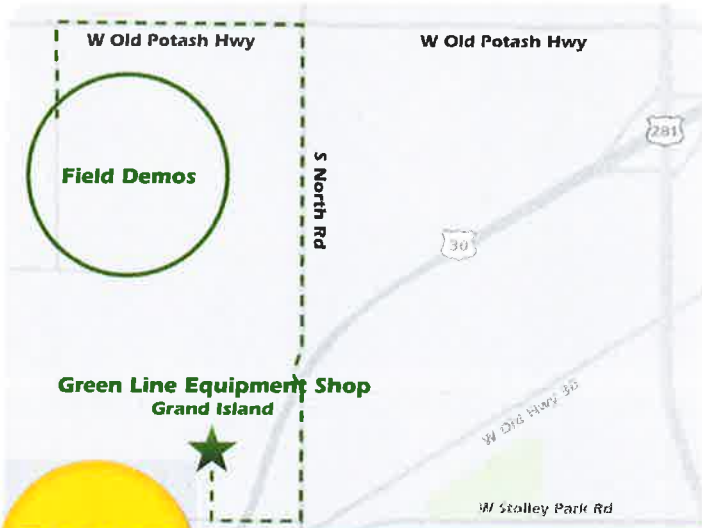 W Old Potash Hwy
W Old Potash Hwy
281
Field Demos
S North Rd
30
Green Line Equipment Shop
Grand Island
W Old Hwy 30
W Stolley Park Rd